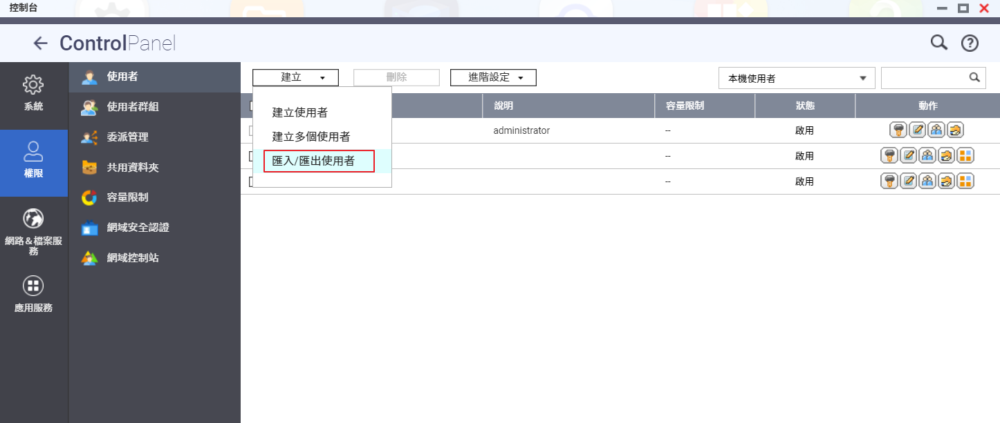 控制台
ControlPanel
系統
權限
網路＆檔案服
務
應用服務
使用者
使用者群組
委派管理
共用資料夾
容量限制
網域安全認證
網域控制站
建立
刪除
進階設定
本機使用者
建立使用者
建立多個使用者
匯入/匯出使用者
說明
容量限制
狀態
動作
administrator
--
啟用
--
啟用
--
啟用